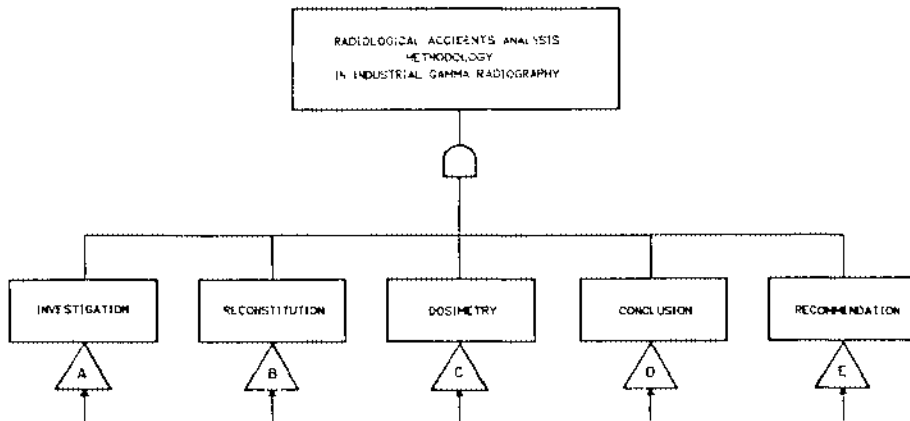 RADIOLOGICAL ACCIDENTS ANALYSIS
METHODOLOGY
IN INDUSTRIAL GAMMA RADIOGRAPHY
INVESTIGATION
RECONSTITUTION
DOSIMETRY
CONCLUSION
RECOMMENDATION
A
B
C
D
E